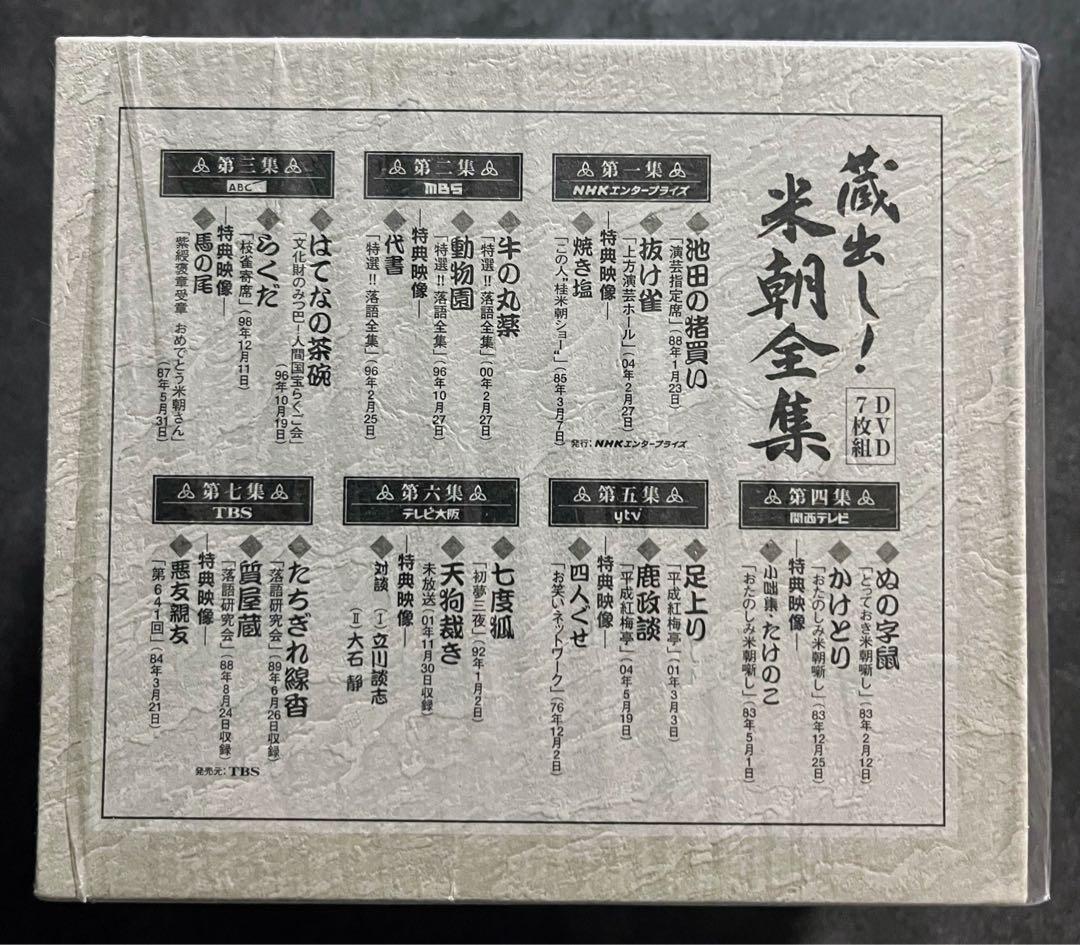 蔵出し!
米朝全集
DVD
7枚組
第一集
NHKエンタープライズ
池田の猪買い
「演芸指定席」(88年1月23日)
抜け雀
「上方演芸ホール」(04年2月27日)
―特典映像―
焼き塩
「この人"桂米朝ショー"」(85年3月7日)
発行:NHKエンタープライズ
第二集
mBS
牛の丸薬
「特選!!落語全集」(00年2月27日)
動物園
「特選!!落語全集」(96年10月27日)
―特典映像―
代書
「特選!!落語全集」(96年2月25日)
第三集
ABC
はてなの茶碗
「文化財のみつ巴!人間国宝らくご会」
(96年10月19日)
らくだ
「枝雀寄席」(98年12月11日)
―特典映像―
馬の尾
「紫綬褒章受章 おめでとう米朝さん」
(87年5月31日)
第四集
関西テレビ
ぬの字鼠
「とっておき米朝噺し」(83年2月12日)
かけとり
「おたのしみ米朝噺し」(83年12月25日)
―特典映像―
小咄集・たけのこ
「おたのしみ米朝噺し」(83年5月1日)
第五集
ytv
足上り
「平成紅梅亭」(01年3月3日)
鹿政談
「平成紅梅亭」(04年5月19日)
―特典映像―
四人ぐせ
「お笑いネットワーク」(76年12月2日)
第六集
テレビ大阪
七度狐
「初夢三夜」(92年1月2日)
天狗裁き
未放送(01年11月30日収録)
―特典映像―
対談 (Ⅰ)立川談志
(Ⅱ)大石 静
第七集
TBS
たちぎれ線香
「落語研究会」(89年6月26日収録)
質屋蔵
「落語研究会」(88年8月24日収録)
―特典映像―
悪友親友
「第641回」(84年3月21日)
発売元:TBS